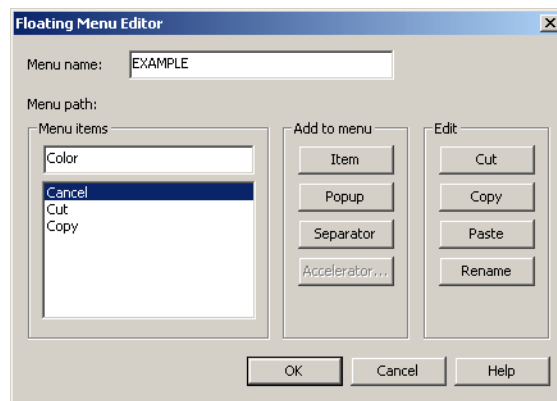 Floating Menu Editor
Menu name: EXAMPLE
Menu path:
Menu items
Color
Cancel
Cut
Copy
Add to menu
Item
Popup
Separator
Accelerator...
Edit
Cut
Copy
Paste
Rename
OK Cancel Help